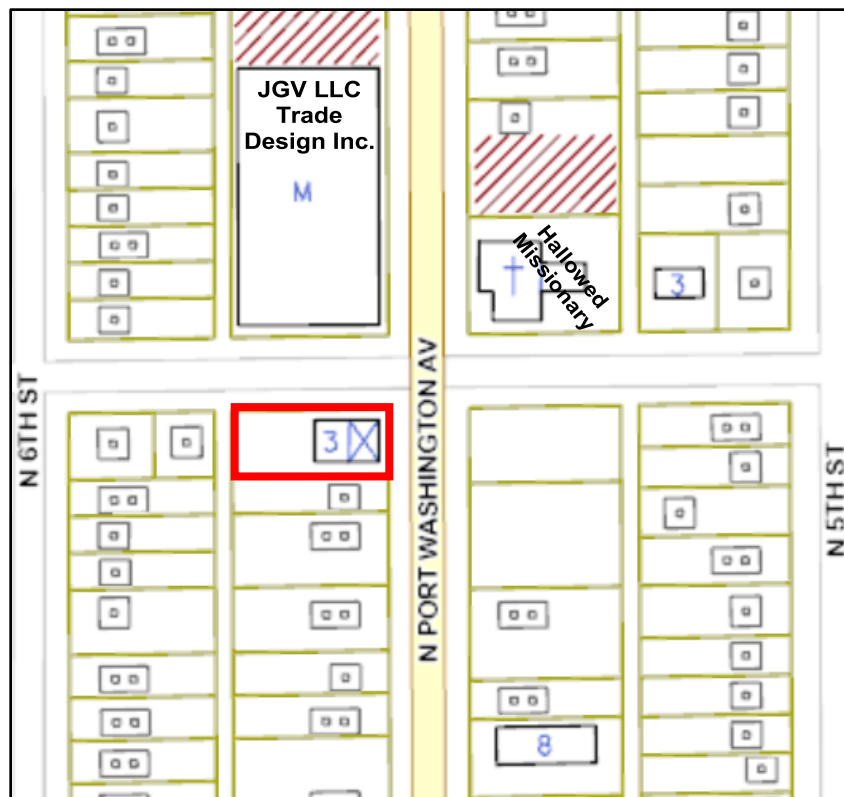 JGV LLC
Trade
Design Inc.
M
Hallowed
Missionary
3
N 6TH ST
N PORT WASHINGTON AV
3
N 5TH ST
8